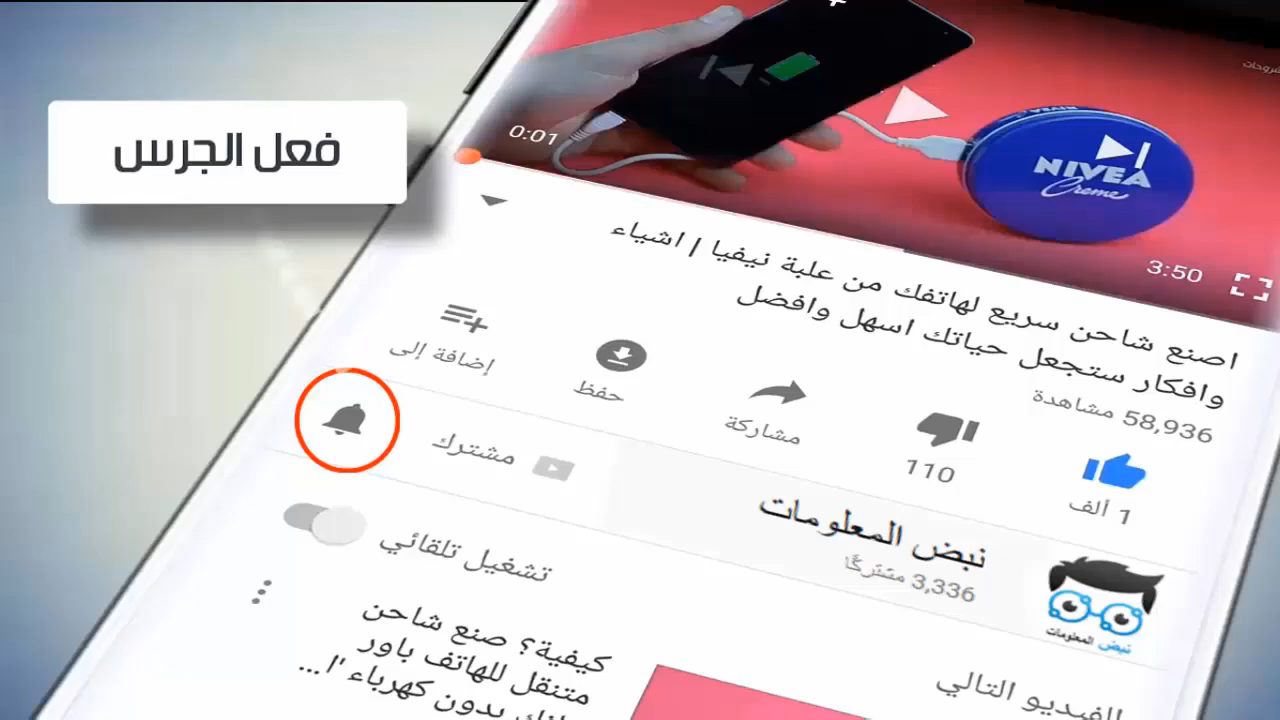 فعل الجرس
0:01
NIVEA
Creme
3:50
اصنع شاحن سريع لهاتفك من علبة نيفيا | اشياء
وافكار ستجعل حياتك اسهل وافضل
58,936 مشاهدة
1 ألف
110
مشاركة
حفظ
إضافة إلى
نبض المعلومات
3,336 مشتركًا
مشترك
نبض المعلومات
تشغيل تلقائي
الفيديو التالي
كيفية؟ صنع شاحن
متنقل للهاتف باور
بدون كهرباء 'ا...